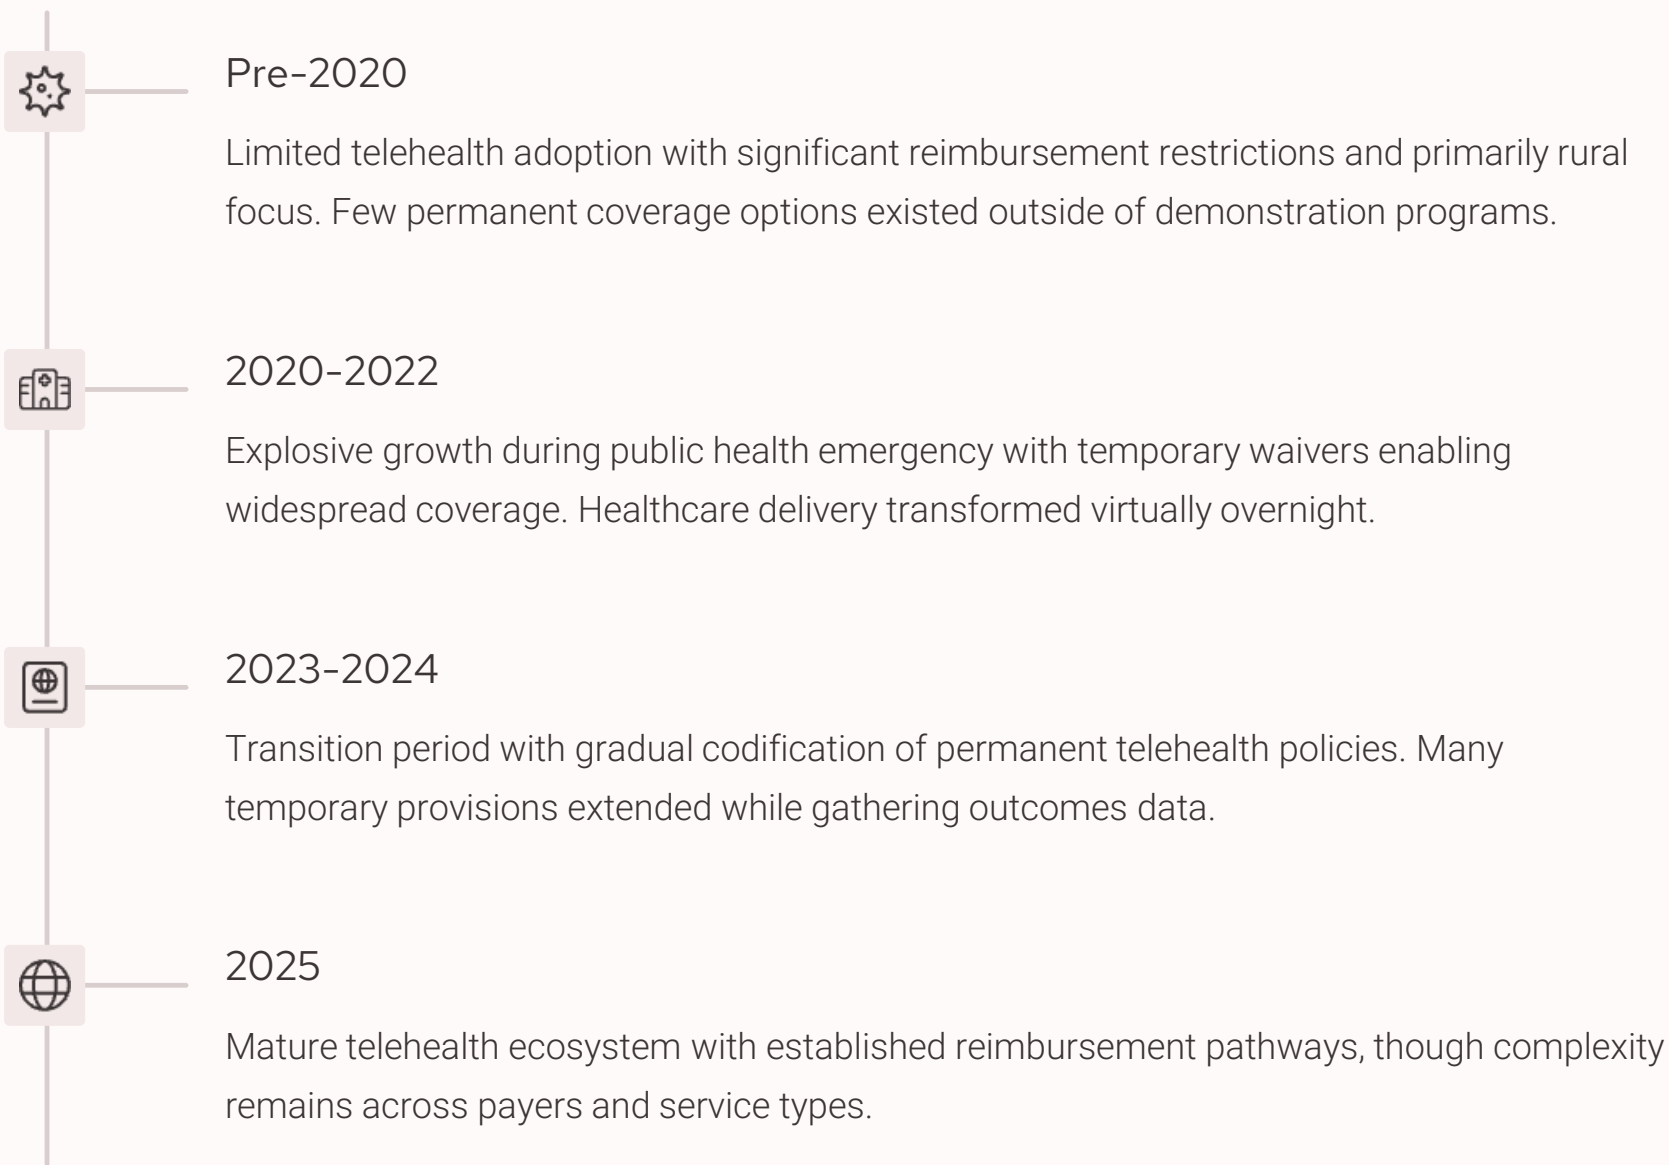 Pre-2020
Limited telehealth adoption with significant reimbursement restrictions and primarily rural
focus. Few permanent coverage options existed outside of demonstration programs.
2020-2022
Explosive growth during public health emergency with temporary waivers enabling
widespread coverage. Healthcare delivery transformed virtually overnight.
2023-2024
Transition period with gradual codification of permanent telehealth policies. Many
temporary provisions extended while gathering outcomes data.
2025
Mature telehealth ecosystem with established reimbursement pathways, though complexity
remains across payers and service types.